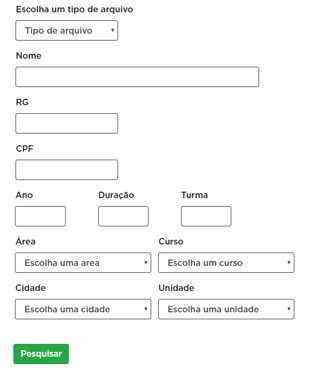 Escolha um tipo de arquivo
Tipo de arquivo
Nome
RG
CPF
Ano Duração Turma
Área Curso
Escolha uma area Escolha um curso
Cidade Unidade
Escolha uma cidade Escolha uma unidade
Pesquisar